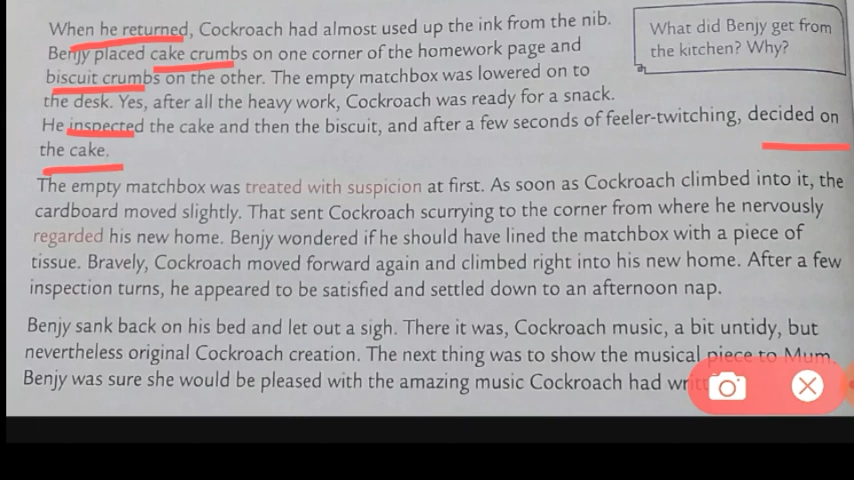 When he returned, Cockroach had almost used up the ink from the nib.
Benjy placed cake crumbs on one corner of the homework page and
biscuit crumbs on the other. The empty matchbox was lowered on to
the desk. Yes, after all the heavy work, Cockroach was ready for a snack.
He inspected the cake and then the biscuit, and after a few seconds of feeler-twitching, decided on
the cake.
What did Benjy get from
the kitchen? Why?
The empty matchbox was treated with suspicion at first. As soon as Cockroach climbed into it, the
cardboard moved slightly. That sent Cockroach scurrying to the corner from where he nervously
regarded his new home. Benjy wondered if he should have lined the matchbox with a piece of
tissue. Bravely, Cockroach moved forward again and climbed right into his new home. After a few
inspection turns, he appeared to be satisfied and settled down to an afternoon nap.
Benjy sank back on his bed and let out a sigh. There it was, Cockroach music, a bit untidy, but
nevertheless original Cockroach creation. The next thing was to show the musical piece to Mum.
Benjy was sure she would be pleased with the amazing music Cockroach had